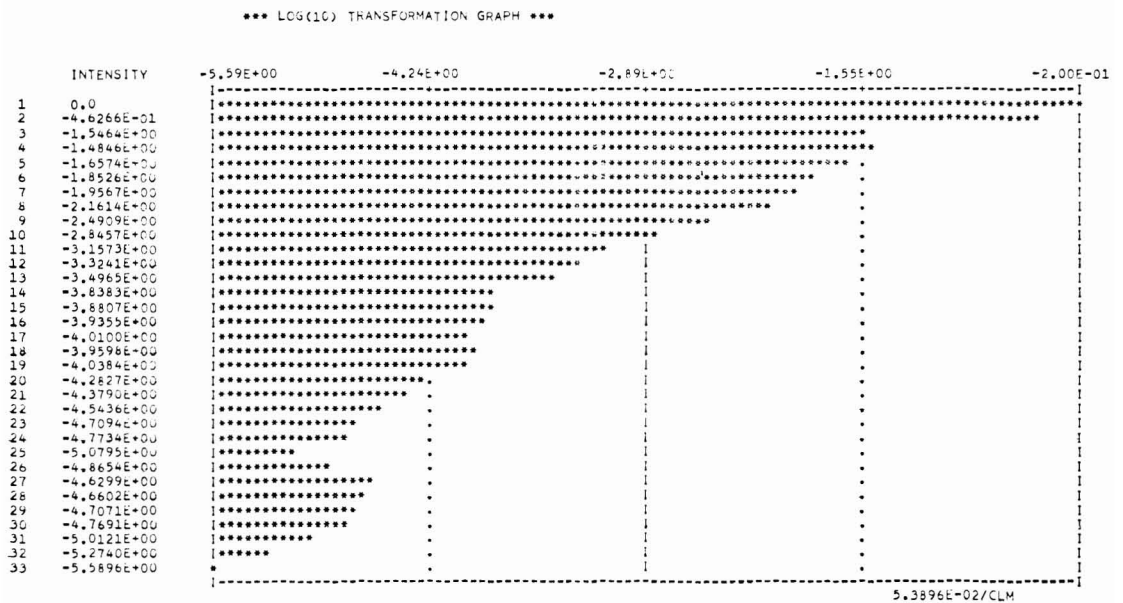 *** LOG(10) TRANSFORMATION GRAPH ***
INTENSITY -5.59E+00 -4.24E+00 -2.89E+00 -1.55E+00 -2.00E-01
1 0.0
2 -4.6266E-01
3 -1.5464E+00
4 -1.4846E+00
5 -1.6574E+00
6 -1.8526E+00
7 -1.9567E+00
8 -2.1614E+00
9 -2.4909E+00
10 -2.8457E+00
11 -3.1573E+00
12 -3.3241E+00
13 -3.4965E+00
14 -3.8383E+00
15 -3.8807E+00
16 -3.9355E+00
17 -4.0100E+00
18 -3.9598E+00
19 -4.0384E+00
20 -4.2827E+00
21 -4.3790E+00
22 -4.5436E+00
23 -4.7094E+00
24 -4.7734E+00
25 -5.0795E+00
26 -4.8654E+00
27 -4.6299E+00
28 -4.6602E+00
29 -4.7071E+00
30 -4.7691E+00
31 -5.0121E+00
32 -5.2740E+00
33 -5.5896E+00
5.3896E-02/CLM